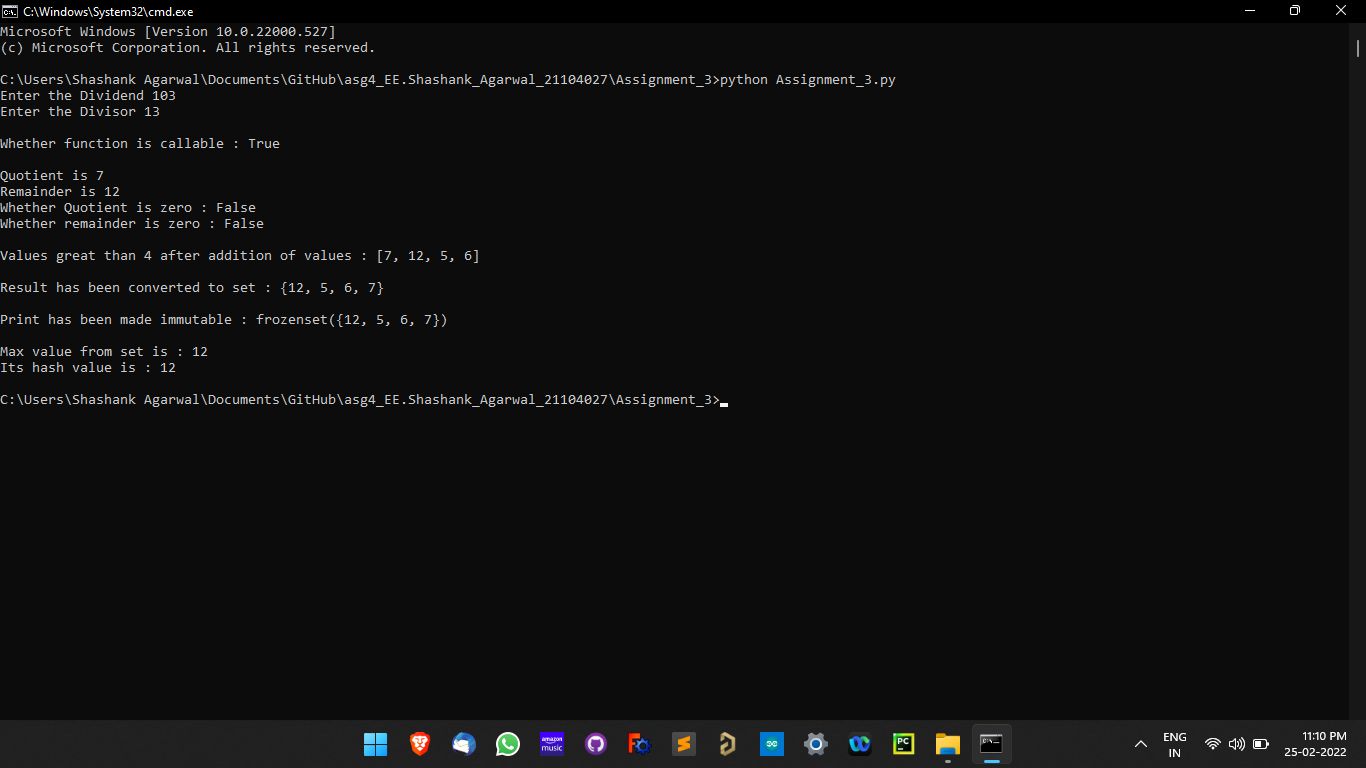 C:\Windows\System32\cmd.exe
Microsoft Windows [Version 10.0.22000.527]
(c) Microsoft Corporation. All rights reserved.
C:\Users\Shashank Agarwal\Documents\GitHub\asg4_EE.Shashank_Agarwal_21104027\Assignment_3>python Assignment_3.py
Enter the Dividend 103
Enter the Divisor 13
Whether function is callable : True
Quotient is 7
Remainder is 12
Whether Quotient is zero : False
Whether remainder is zero : False
Values great than 4 after addition of values : [7, 12, 5, 6]
Result has been converted to set : {12, 5, 6, 7}
Print has been made immutable : frozenset({12, 5, 6, 7})
Max value from set is : 12
Its hash value is : 12
C:\Users\Shashank Agarwal\Documents\GitHub\asg4_EE.Shashank_Agarwal_21104027\Assignment_3>
amazon
music
PC
ENG
IN
11:10 PM
25-02-2022